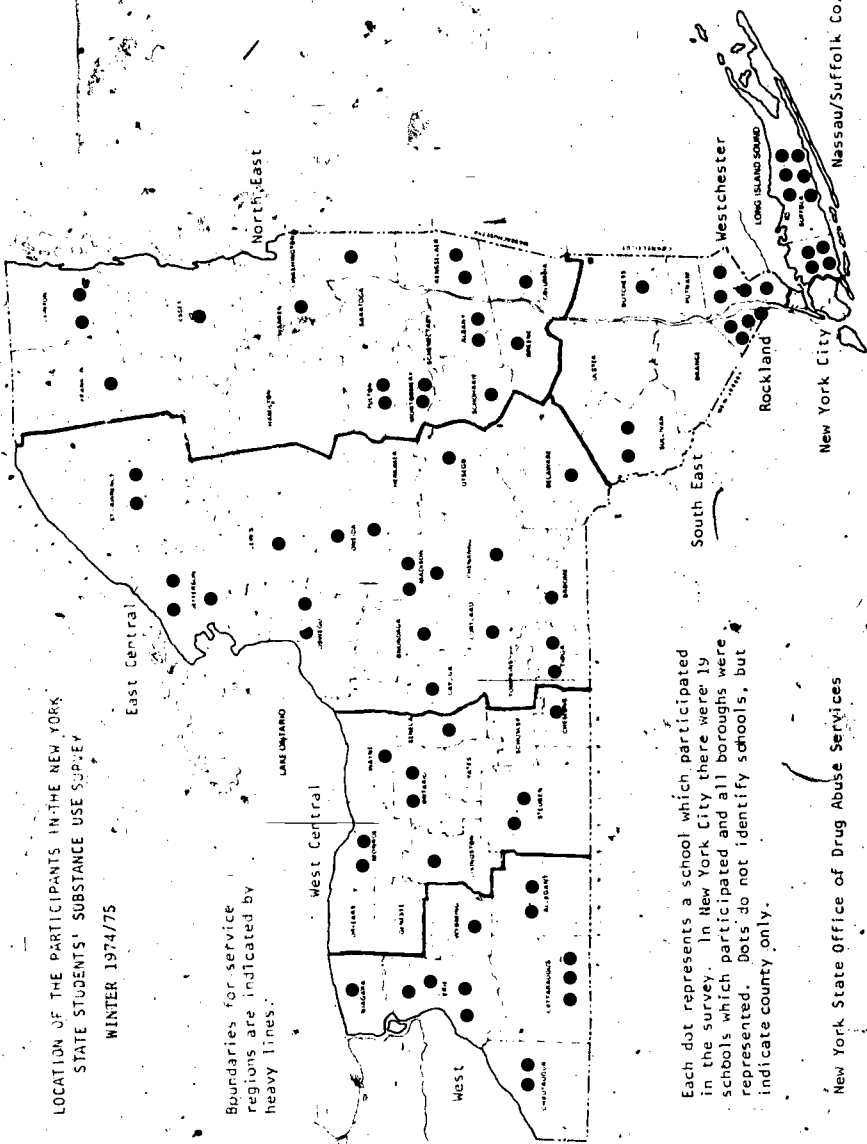 LOCATION OF THE PARTICIPANTS IN THE NEW YORK
STATE STUDENTS' SUBSTANCE USE SURVEY
WINTER 1974/75
Boundaries for service
regions are indicated by
heavy lines.
East Central
North East
West Central
West
South East
Westchester
Rockland
New York City
Nassau/Suffolk Co.
LONG ISLAND SOUND
LAKE ONTARIO
CLINTON
FRANKLIN
ESSEX
WARREN
WASHINGTON
HAMILTON
SARATOGA
FULTON
MONTGOMERY
SCHENECTADY
RENSSELAER
ALBANY
SCHOHARIE
GREENE
COLUMBIA
ST LAWRENCE
JEFFERSON
LEWIS
OSWEGO
ONEIDA
HERKIMER
MADISON
OTSEGO
ONONDAGA
CAYUGA
CORTLAND
CHENANGO
DELAWARE
TOMPKINS
TIOGA
BROOME
WAYNE
MONROE
ONTARIO
SENECA
YATES
SCHUYLER
CHEMUNG
STEUBEN
LIVINGSTON
ORLEANS
GENESEE
NIAGARA
ERIE
WYOMING
ALLEGANY
CATTARAUGUS
CHAUTAUQUA
ULSTER
SULLIVAN
ORANGE
DUTCHESS
PUTNAM
SUFFOLK
Each dot represents a school which participated
in the survey. In New York City there were 19
schools which participated and all boroughs were
represented. Dots do not identify schools, but
indicate county only.
New York State Office of Drug Abuse Services